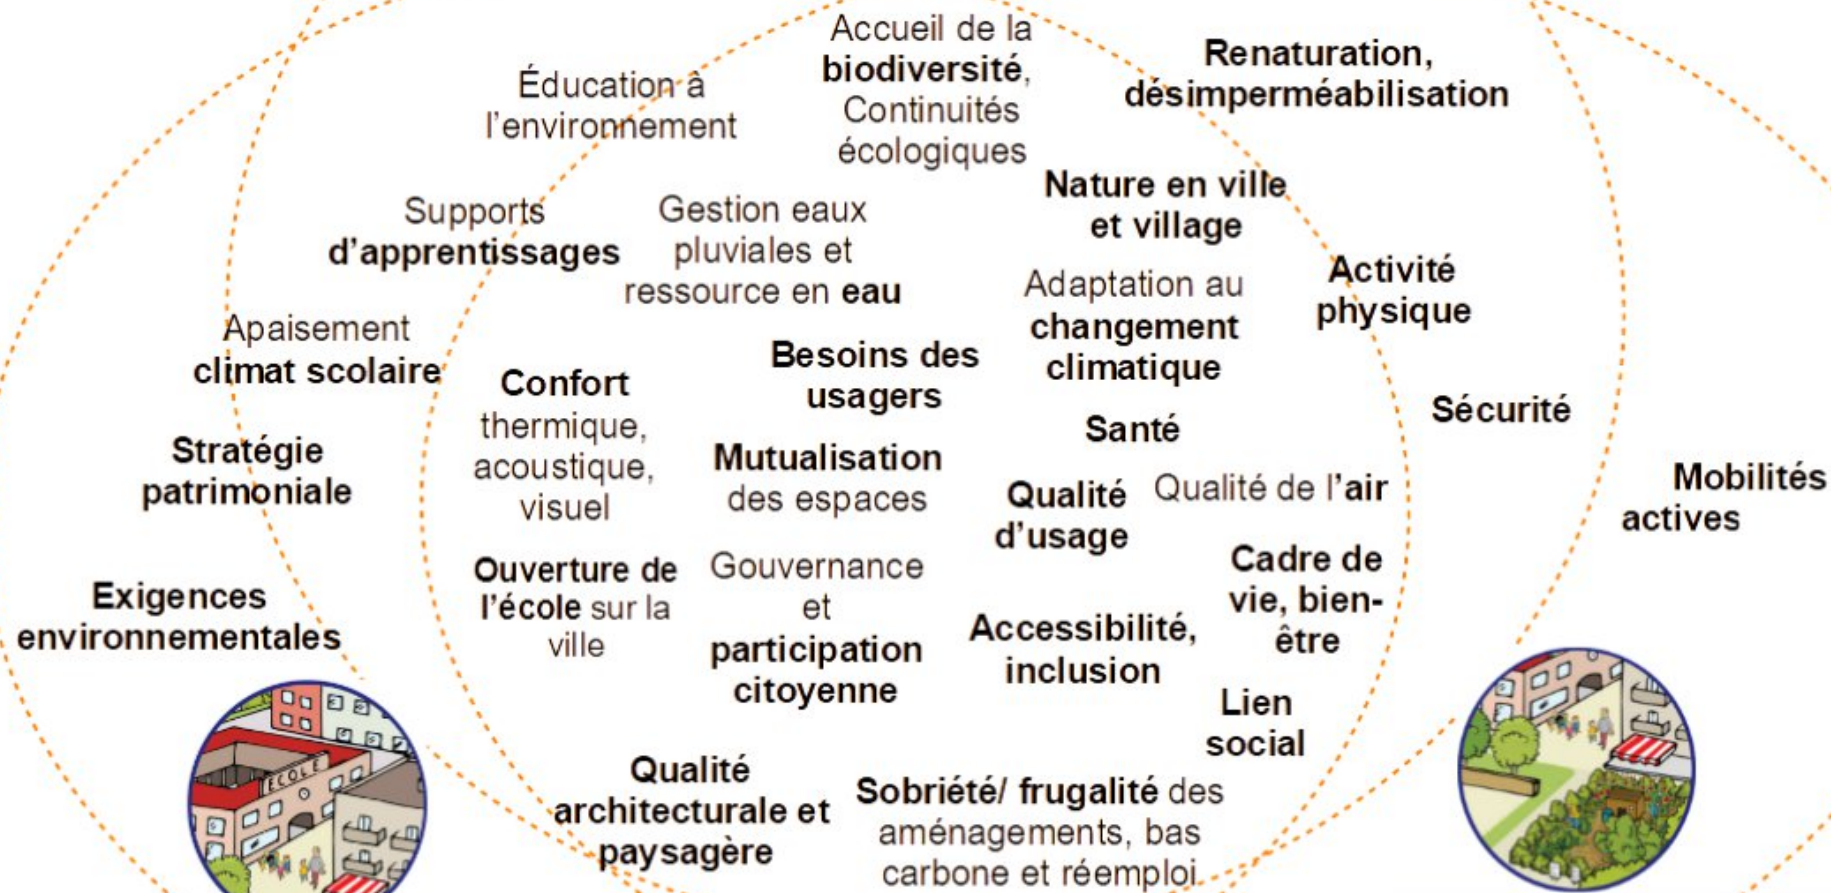 Accueil de la
biodiversité,
Continuités
écologiques
Renaturation,
désimperméabilisation
Éducation à
l'environnement
Nature en ville
et village
Supports
d'apprentissages
Gestion eaux
pluviales et
ressource en eau
Activité
physique
Adaptation au
changement
climatique
Apaisement
climat scolaire
Besoins des
usagers
Confort
thermique,
acoustique,
visuel
Sécurité
Santé
Stratégie
patrimoniale
Mutualisation
des espaces
Qualité
d'usage
Qualité de l'air
Mobilités
actives
Ouverture de
l'école sur la
ville
Gouvernance
et
participation
citoyenne
Cadre de
vie, bien-
être
Exigences
environnementales
Accessibilité,
inclusion
Lien
social
ECOLE
Qualité
architecturale et
paysagère
Sobriété/ frugalité des
aménagements, bas
carbone et réemploi